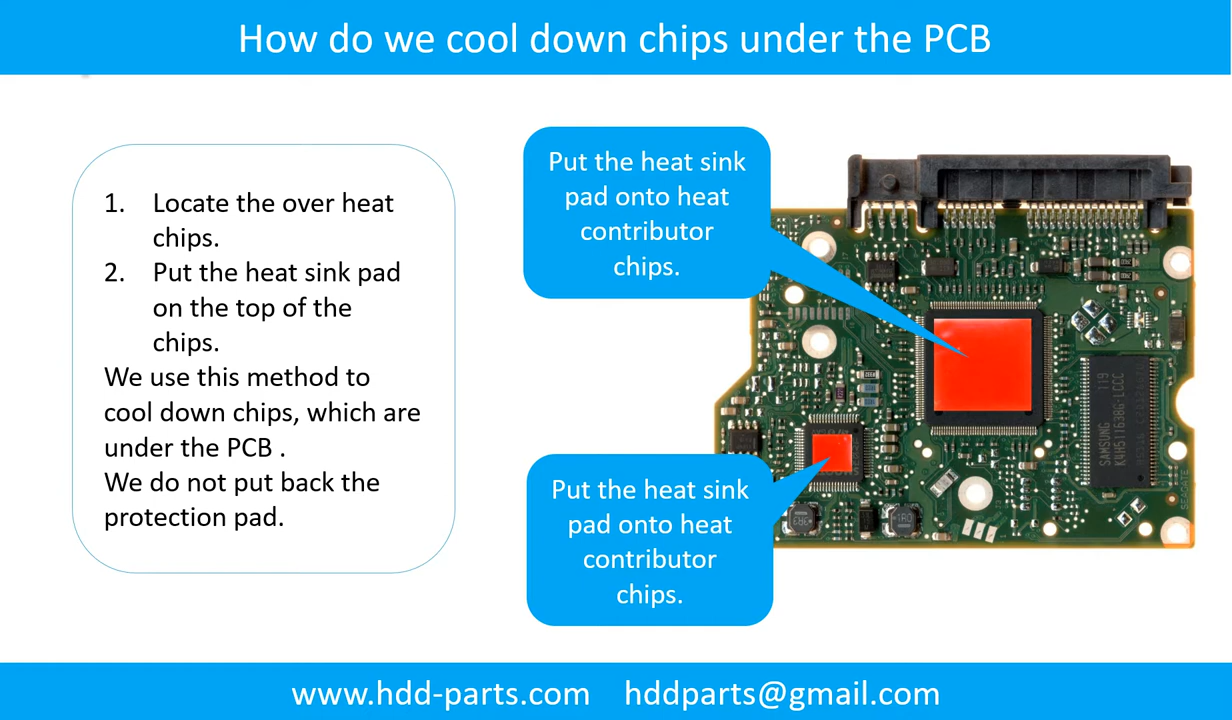 How do we cool down chips under the PCB
1. Locate the over heat
chips.
2. Put the heat sink pad
on the top of the
chips.
We use this method to
cool down chips, which are
under the PCB .
We do not put back the
protection pad.
Put the heat sink
pad onto heat
contributor
chips.
SAMSUNG 119
Put the heat sink
pad onto heat
contributor
chips.
SEAGATE
www.hdd-parts.com hddparts@gmail.com